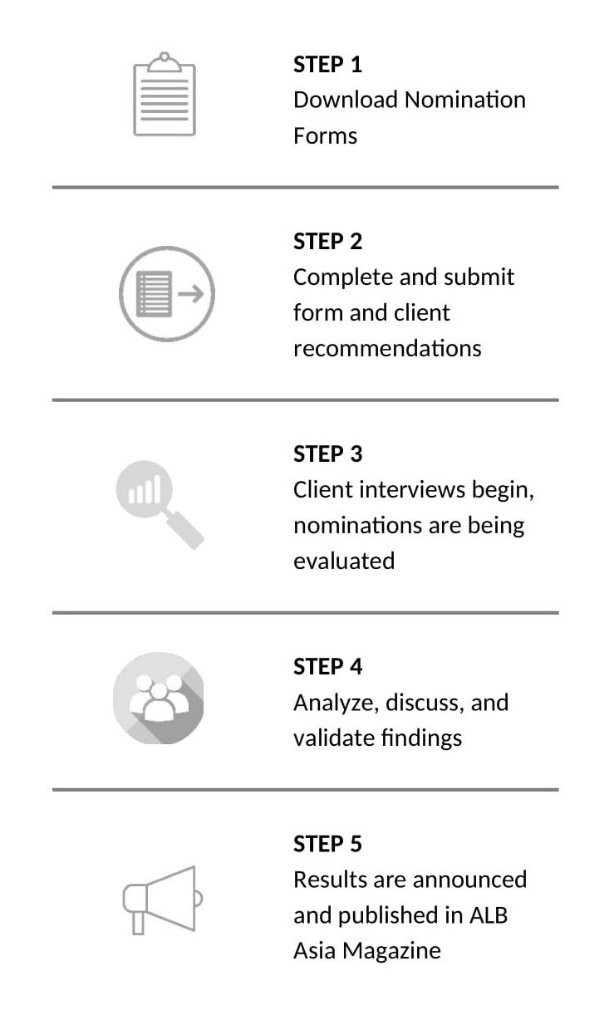 STEP 1
Download Nomination
Forms
STEP 2
Complete and submit
form and client
recommendations
STEP 3
Client interviews begin,
nominations are being
evaluated
STEP 4
Analyze, discuss, and
validate findings
STEP 5
Results are announced
and published in ALB
Asia Magazine